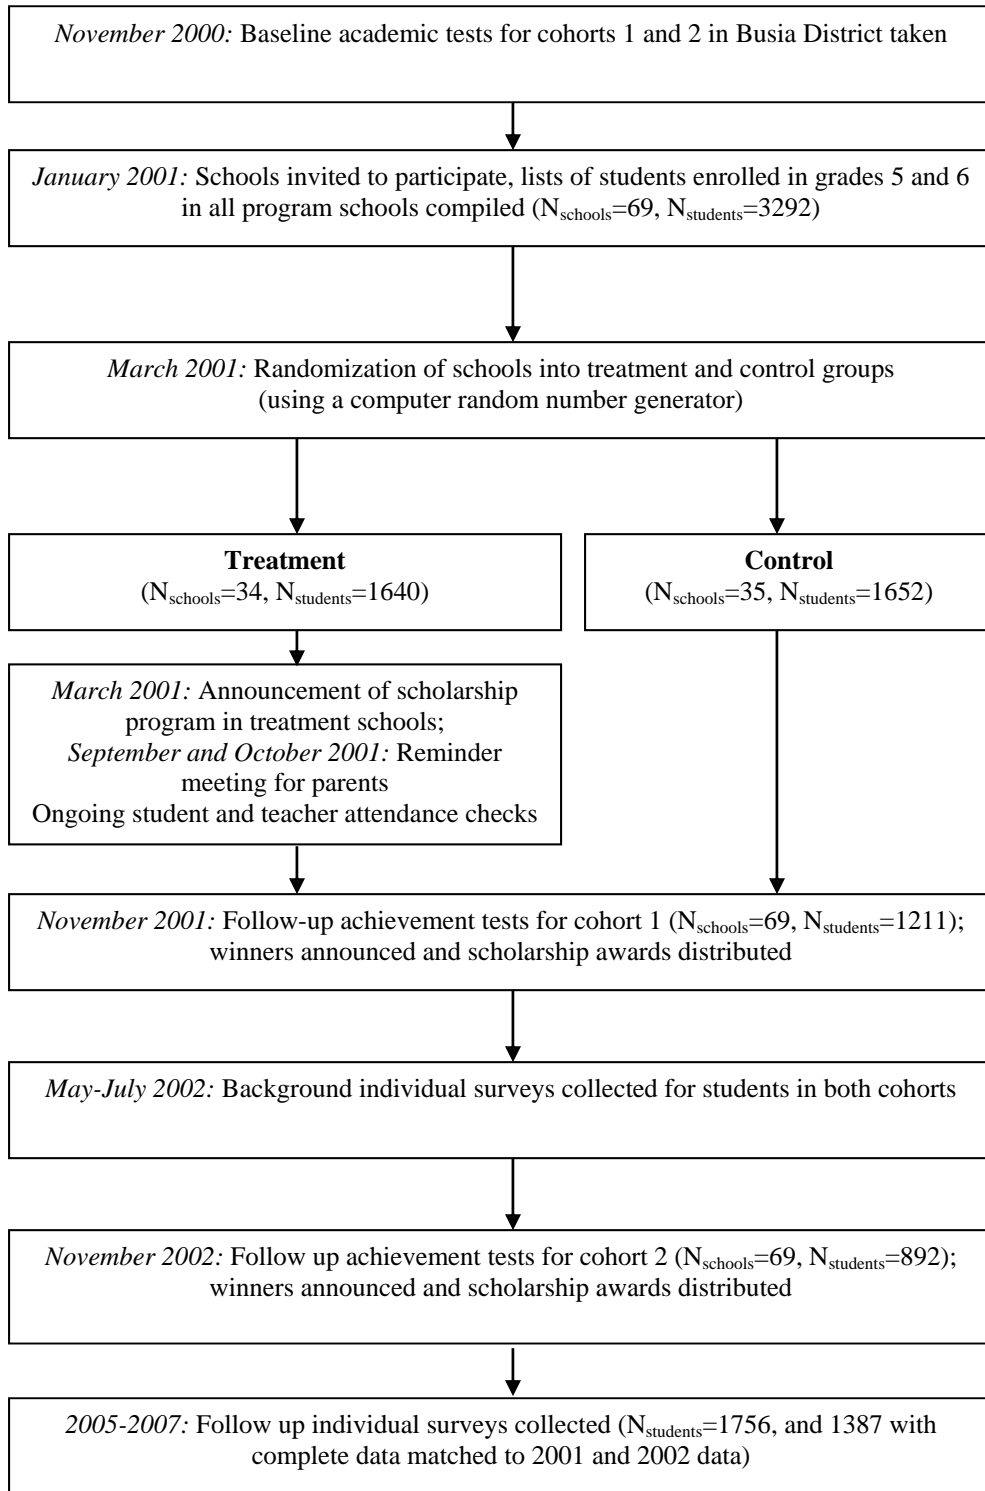 November 2000: Baseline academic tests for cohorts 1 and 2 in Busia District taken
January 2001: Schools invited to participate, lists of students enrolled in grades 5 and 6
in all program schools compiled (Nschools=69, Nstudents=3292)
March 2001: Randomization of schools into treatment and control groups
(using a computer random number generator)
Treatment
(Nschools=34, Nstudents=1640)
Control
(Nschools=35, Nstudents=1652)
March 2001: Announcement of scholarship
program in treatment schools;
September and October 2001: Reminder
meeting for parents
Ongoing student and teacher attendance checks
November 2001: Follow-up achievement tests for cohort 1 (Nschools=69, Nstudents=1211);
winners announced and scholarship awards distributed
May-July 2002: Background individual surveys collected for students in both cohorts
November 2002: Follow up achievement tests for cohort 2 (Nschools=69, Nstudents=892);
winners announced and scholarship awards distributed
2005-2007: Follow up individual surveys collected (Nstudents=1756, and 1387 with
complete data matched to 2001 and 2002 data)